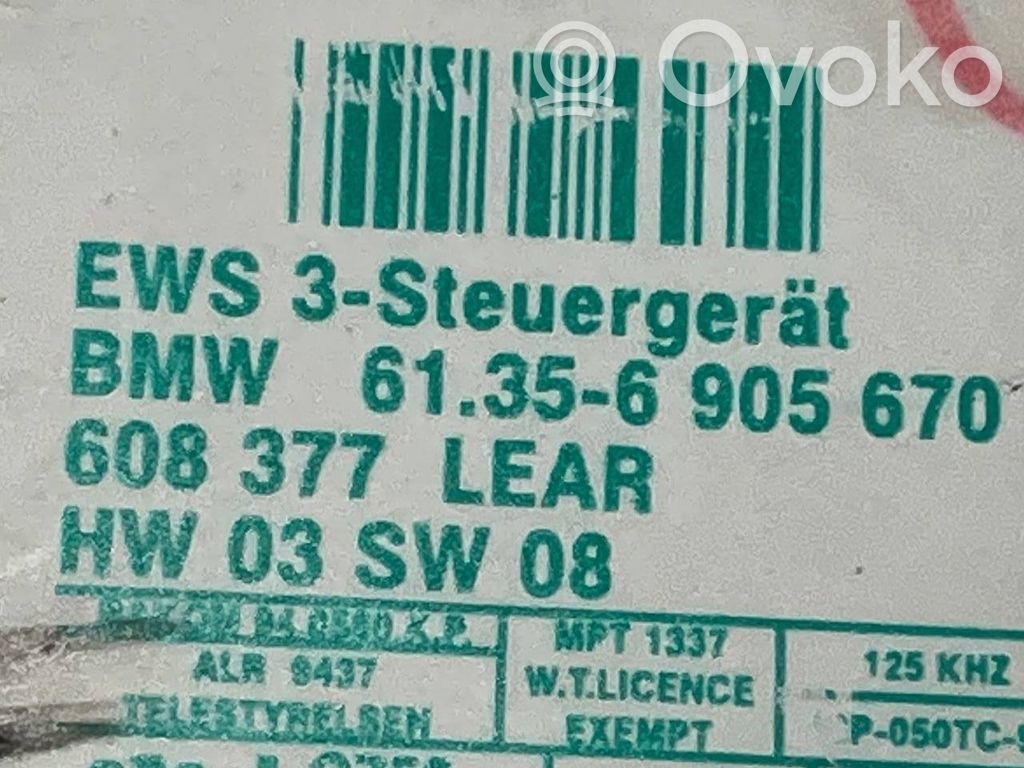 Ovoko
EWS 3-Steuergerät
BMW 61.35-6 905 670
608 377 LEAR
HW 03 SW 08
MPT 1337
ALR 9437
W.T.LICENCE
125 KHZ
TELESTYRELSEN
EXEMPT
P-050TC-